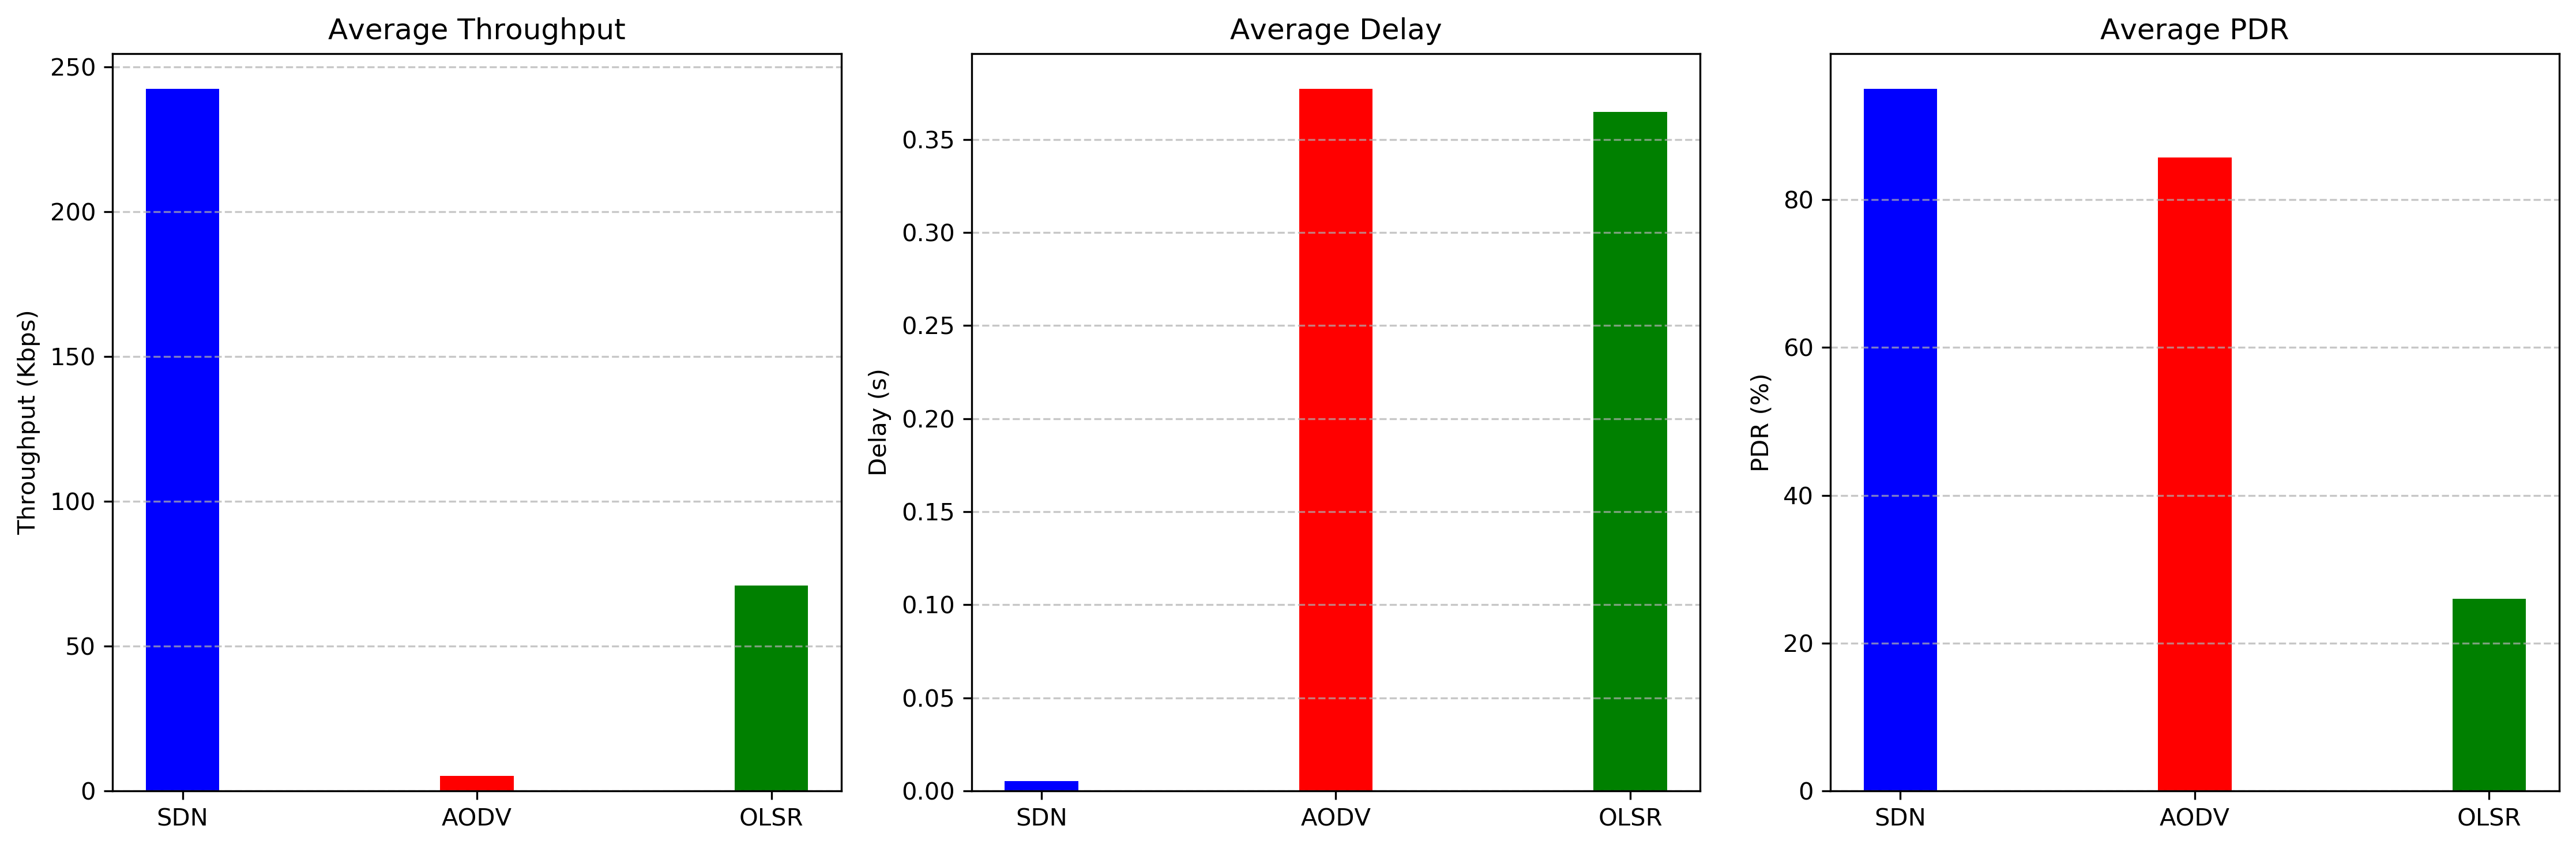 Average Throughput
Throughput (Kbps)
250
200
150
100
50
0
SDN AODV OLSR
Average Delay
Delay (s)
0.35
0.30
0.25
0.20
0.15
0.10
0.05
0.00
SDN AODV OLSR
Average PDR
PDR (%)
80
60
40
20
0
SDN AODV OLSR